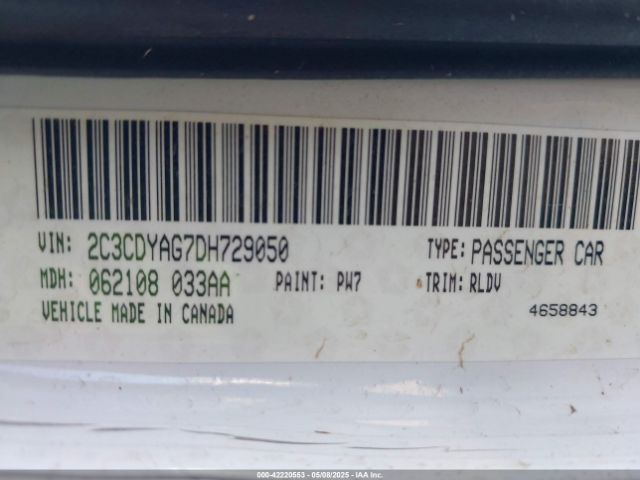 VIN: 2C3CDYAG7DH729050 TYPE: PASSENGER CAR
MDH: 062108 033AA PAINT: PW7 TRIM: RLDV
VEHICLE MADE IN CANADA 4658843
000-42220553 05/08/2025 - IAA Inc.